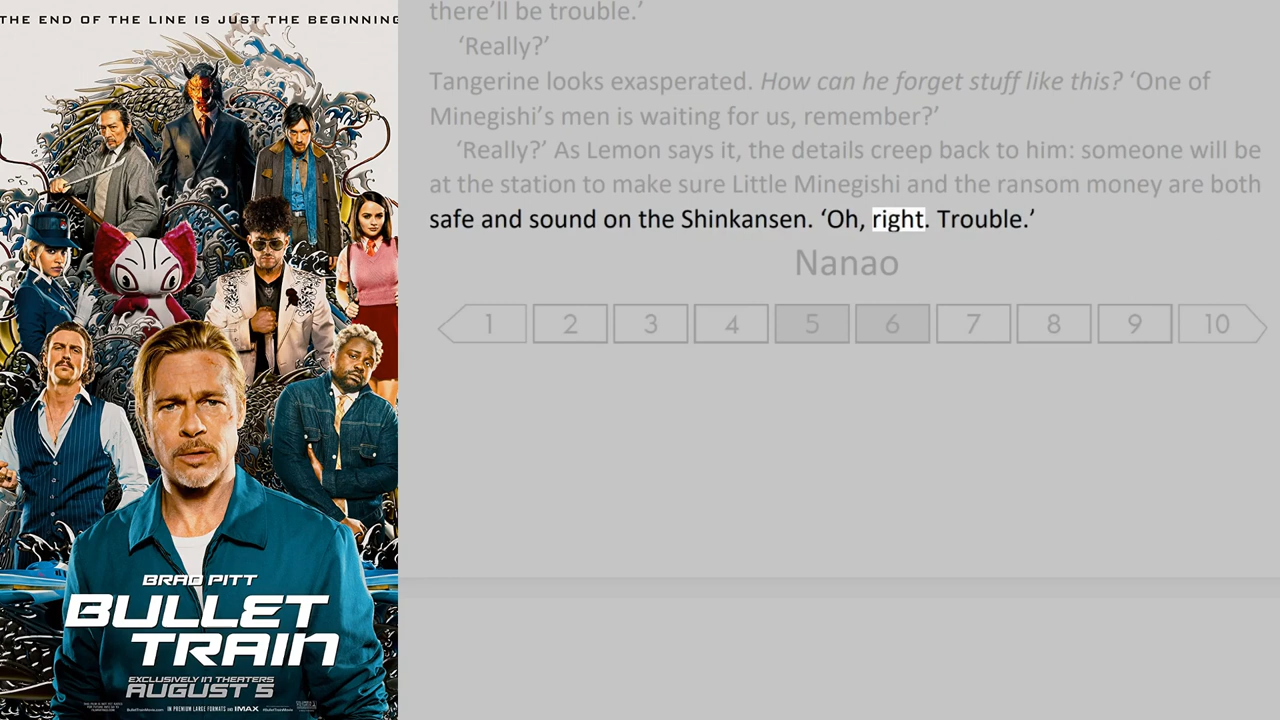 THE END OF THE LINE IS JUST THE BEGINNING
BRAD PITT
BULLET
TRAIN
EXCLUSIVELY IN THEATERS
AUGUST 5
BulletTrainMovie.com
IN PREMIUM LARGE FORMATS AND IMAX
#BulletTrainMovie
there’ll be trouble.’
‘Really?’
Tangerine looks exasperated. How can he forget stuff like this? ‘One of
Minegishi’s men is waiting for us, remember?’
‘Really?’ As Lemon says it, the details creep back to him: someone will be
at the station to make sure Little Minegishi and the ransom money are both
safe and sound on the Shinkansen. ‘Oh, right. Trouble.’
Nanao
1 2 3 4 5 6 7 8 9 10